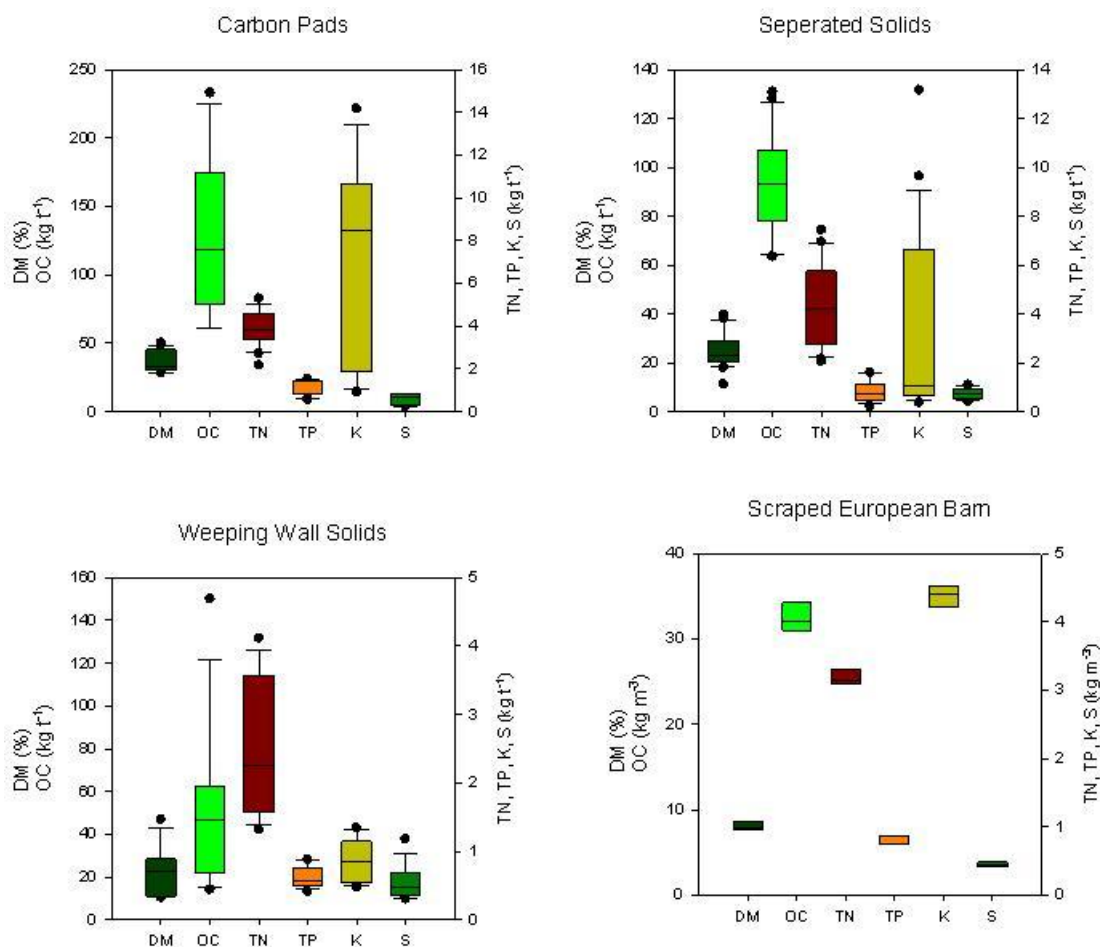 Carbon Pads
250
200
150
100
50
0
DM (%)
OC (kg t⁻¹)
16
14
12
10
8
6
4
2
0
TN, TP, K, S (kg t⁻¹)
DM OC TN TP K S
Seperated Solids
140
120
100
80
60
40
20
0
DM (%)
OC (kg t⁻¹)
14
12
10
8
6
4
2
0
TN, TP, K, S (kg t⁻¹)
DM OC TN TP K S
Weeping Wall Solids
160
140
120
100
80
60
40
20
0
DM (%)
OC (kg t⁻¹)
5
4
3
2
1
0
TN, TP, K, S (kg t⁻¹)
DM OC TN TP K S
Scraped European Barn
40
30
20
10
0
DM (%)
OC (kg m⁻³)
5
4
3
2
1
0
TN, TP, K, S (kg m⁻³)
DM OC TN TP K S